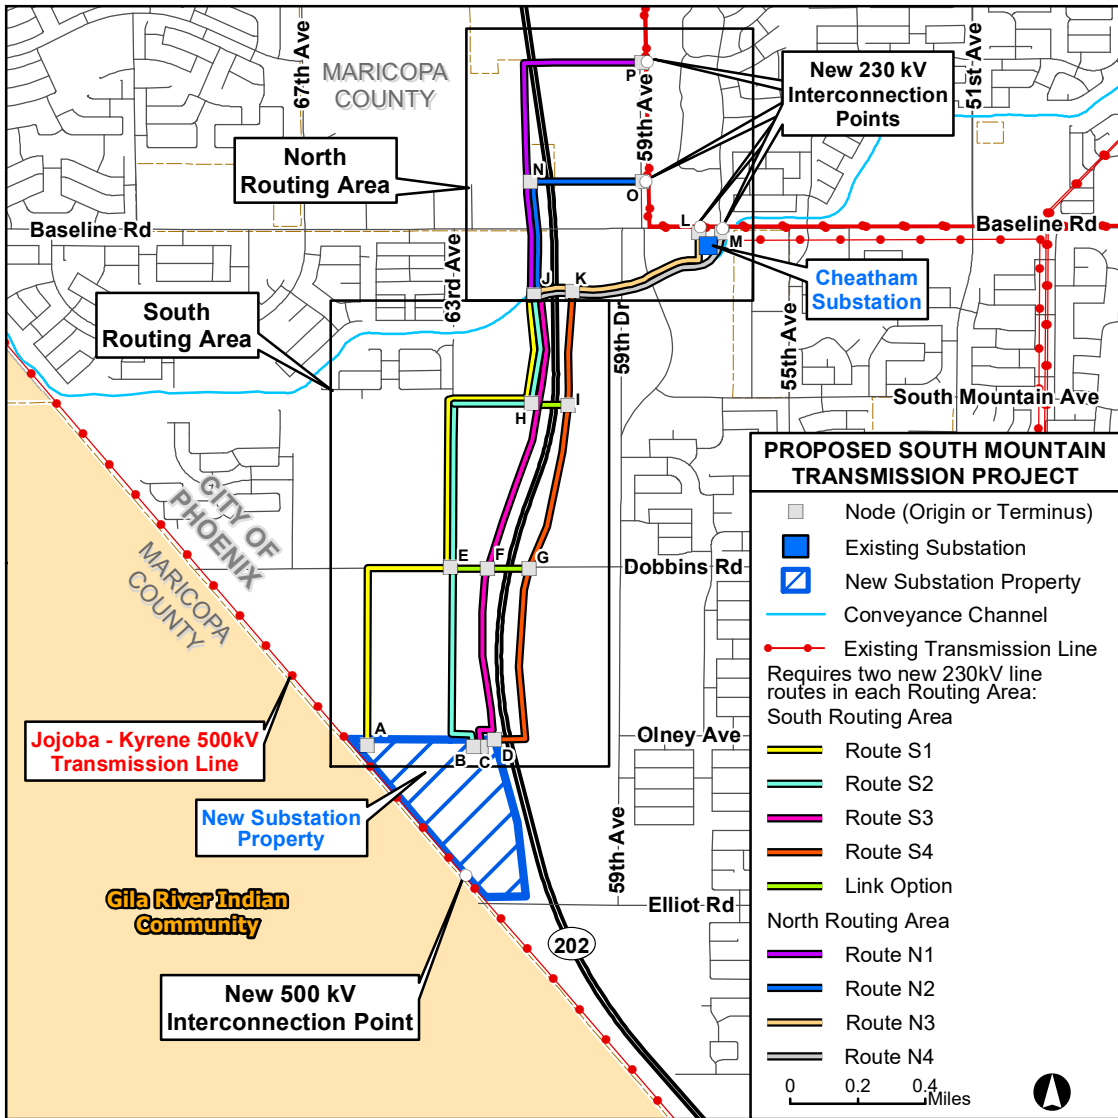 67th Ave
MARICOPA
COUNTY
59th Ave
P
New 230 kV
Interconnection
Points
51st Ave
North
Routing Area
N
O
L
M
Baseline Rd
Baseline Rd
63rd Ave
J
K
Cheatham
Substation
South
Routing Area
59th Dr
55th Ave
H
I
South Mountain Ave
CITY OF
PHOENIX
MARICOPA
COUNTY
E
F
G
Dobbins Rd
A
B
C
D
Olney Ave
Jojoba - Kyrene 500kV
Transmission Line
New Substation
Property
59th Ave
Gila River Indian
Community
Elliot Rd
202
New 500 kV
Interconnection Point
PROPOSED SOUTH MOUNTAIN
TRANSMISSION PROJECT
Node (Origin or Terminus)
Existing Substation
New Substation Property
Conveyance Channel
Existing Transmission Line
Requires two new 230kV line
routes in each Routing Area:
South Routing Area
Route S1
Route S2
Route S3
Route S4
Link Option
North Routing Area
Route N1
Route N2
Route N3
Route N4
0 0.2 0.4
Miles